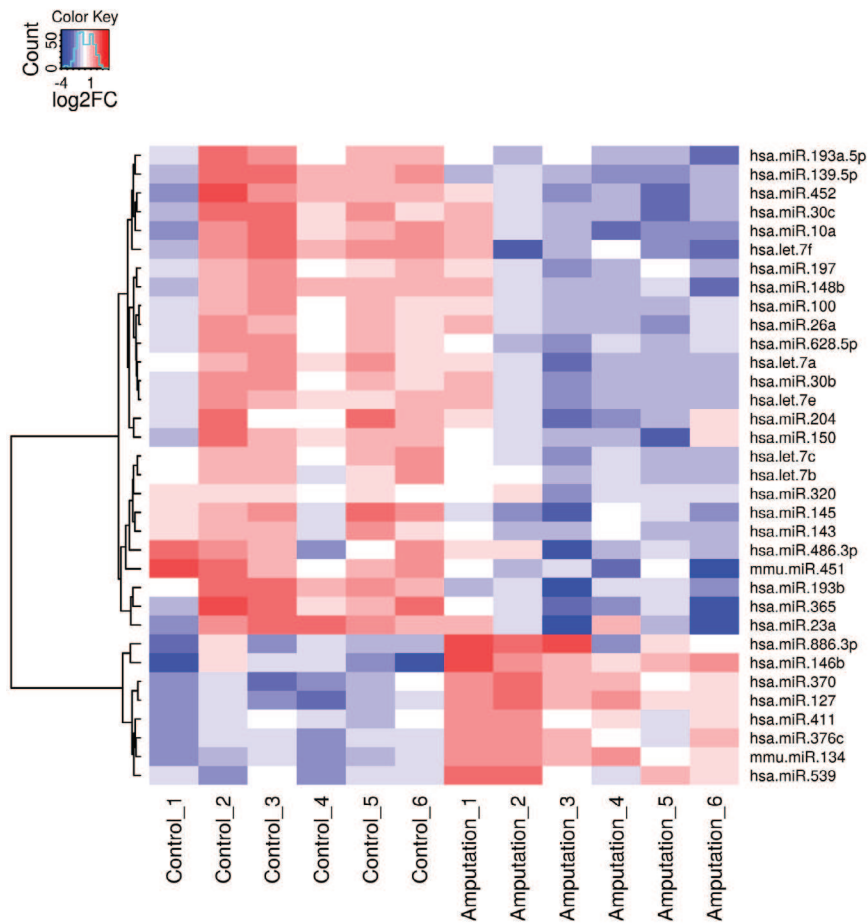 Color Key
Count
0 50
-4 1
log2FC
hsa.miR.193a.5p
hsa.miR.139.5p
hsa.miR.452
hsa.miR.30c
hsa.miR.10a
hsa.let.7f
hsa.miR.197
hsa.miR.148b
hsa.miR.100
hsa.miR.26a
hsa.miR.628.5p
hsa.let.7a
hsa.miR.30b
hsa.let.7e
hsa.miR.204
hsa.miR.150
hsa.let.7c
hsa.let.7b
hsa.miR.320
hsa.miR.145
hsa.miR.143
hsa.miR.486.3p
mmu.miR.451
hsa.miR.193b
hsa.miR.365
hsa.miR.23a
hsa.miR.886.3p
hsa.miR.146b
hsa.miR.370
hsa.miR.127
hsa.miR.411
hsa.miR.376c
mmu.miR.134
hsa.miR.539
Control_1
Control_2
Control_3
Control_4
Control_5
Control_6
Amputation_1
Amputation_2
Amputation_3
Amputation_4
Amputation_5
Amputation_6